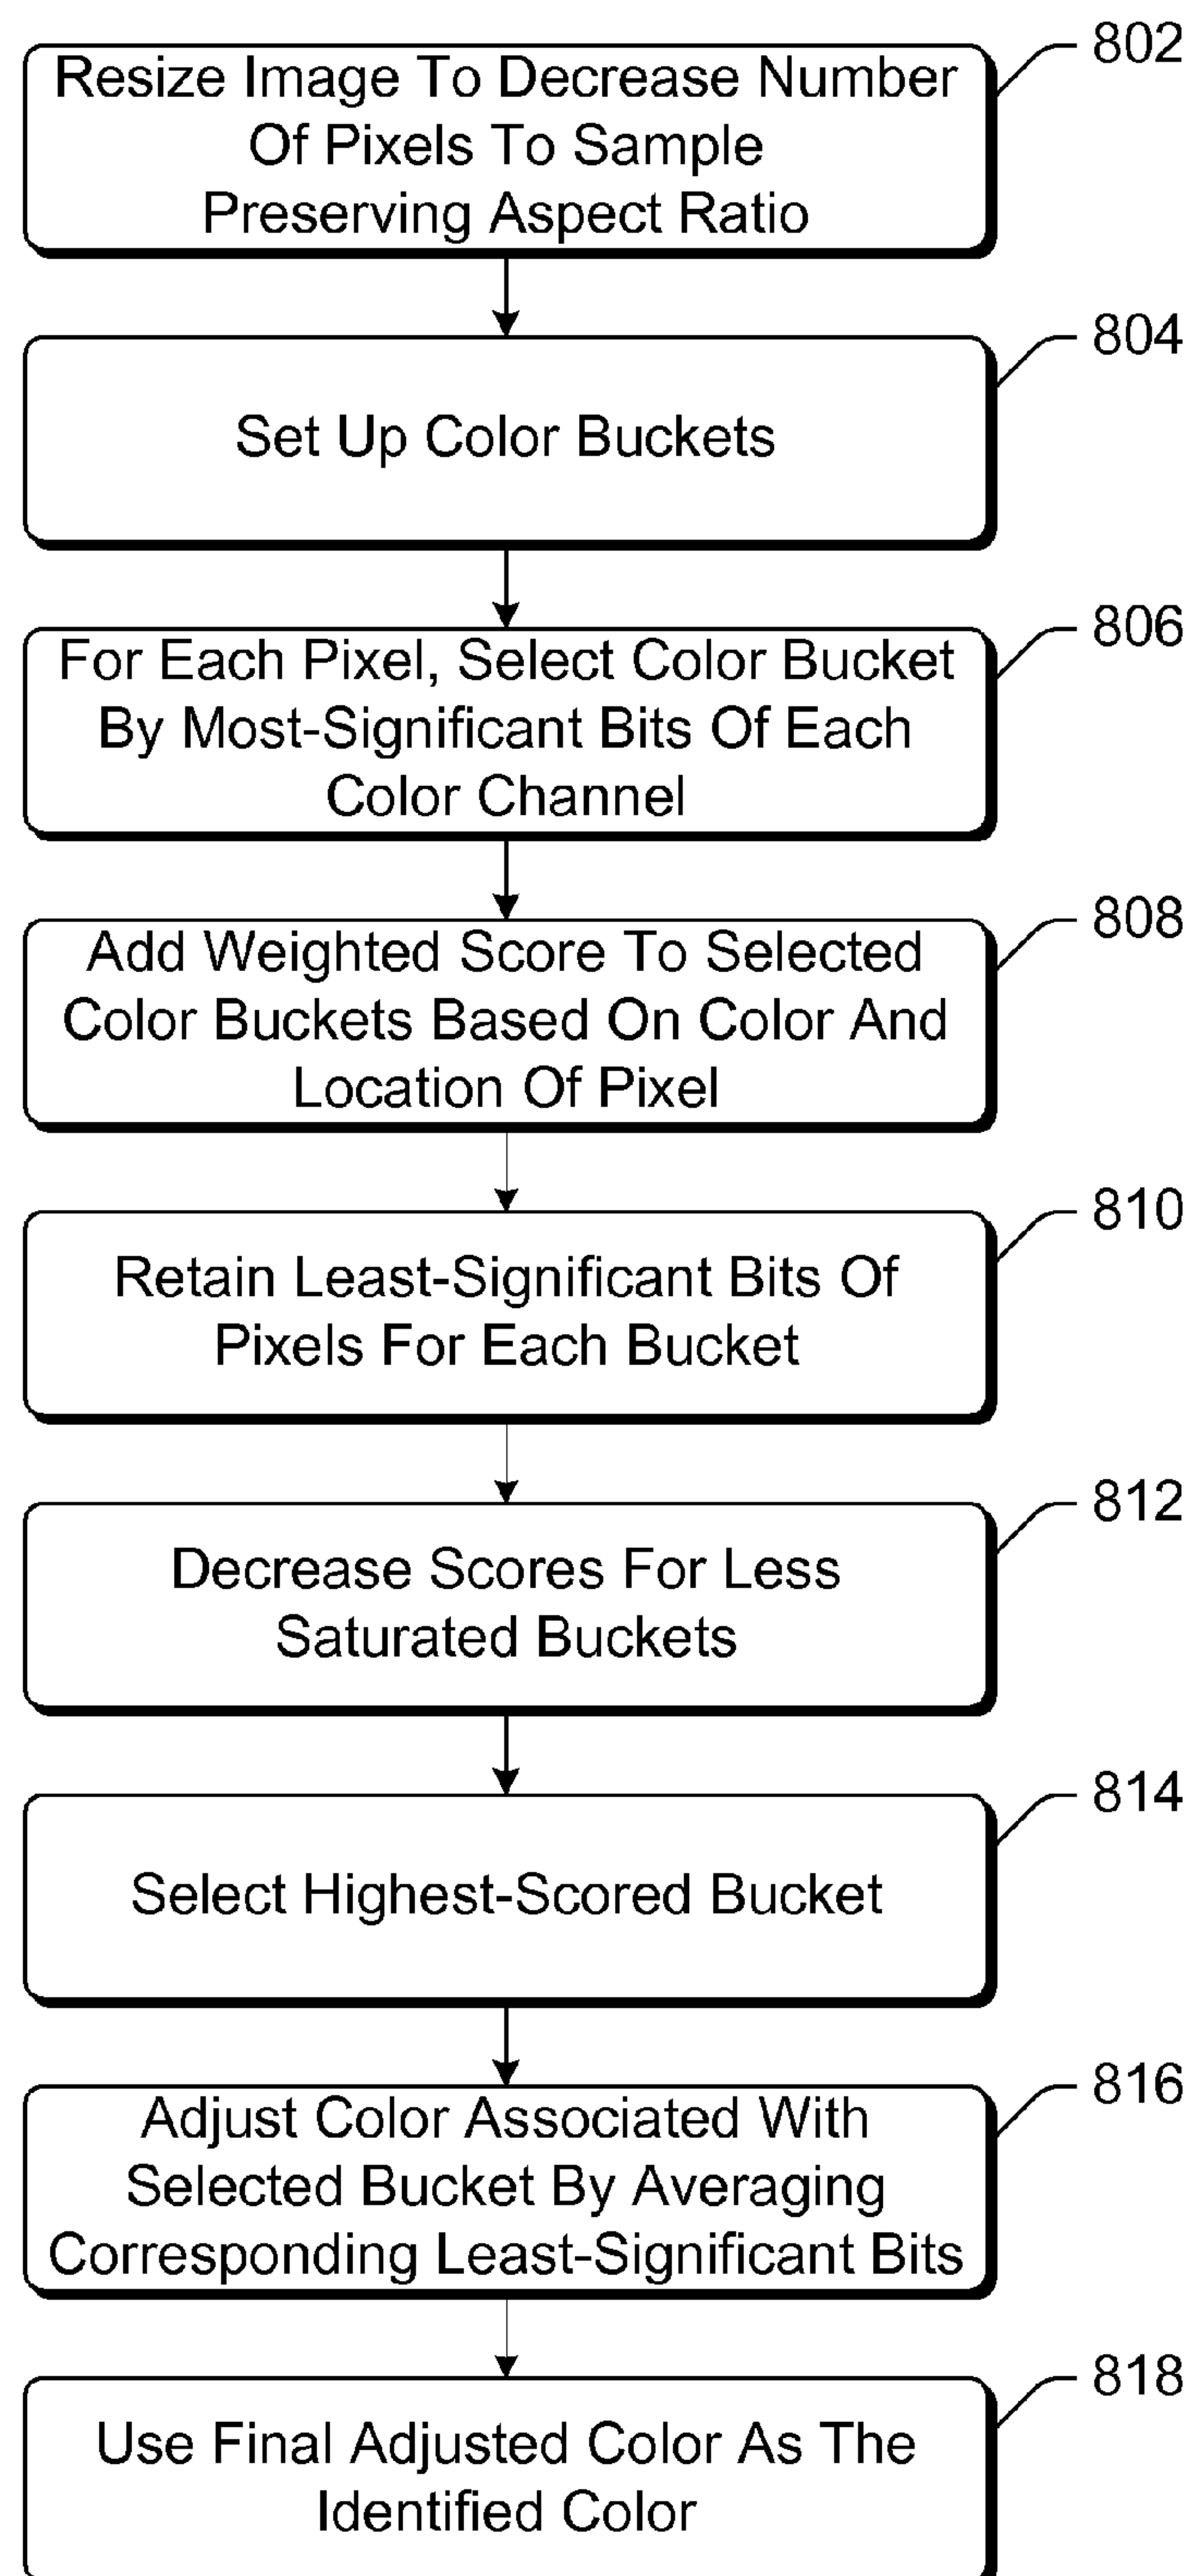 802
Resize Image To Decrease Number
Of Pixels To Sample
Preserving Aspect Ratio
804
Set Up Color Buckets
806
For Each Pixel, Select Color Bucket
By Most-Significant Bits Of Each
Color Channel
808
Add Weighted Score To Selected
Color Buckets Based On Color And
Location Of Pixel
810
Retain Least-Significant Bits Of
Pixels For Each Bucket
812
Decrease Scores For Less
Saturated Buckets
814
Select Highest-Scored Bucket
816
Adjust Color Associated With
Selected Bucket By Averaging
Corresponding Least-Significant Bits
818
Use Final Adjusted Color As The
Identified Color